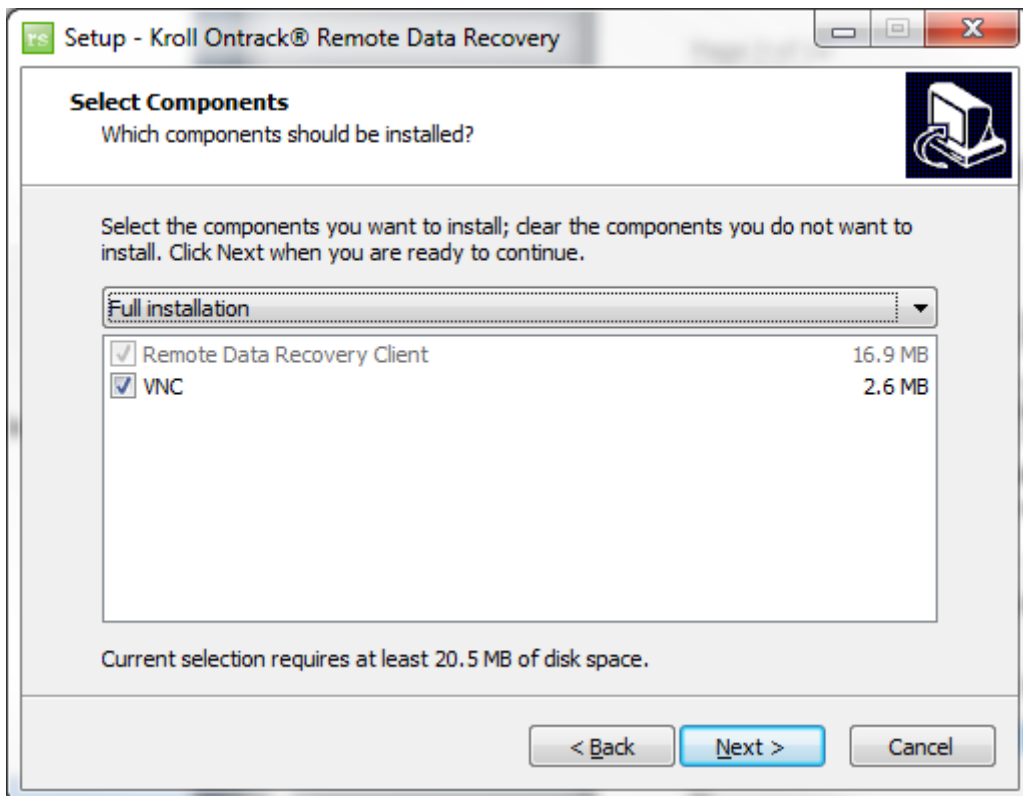 rs Setup - Kroll Ontrack® Remote Data Recovery
Select Components
Which components should be installed?
Select the components you want to install; clear the components you do not want to
install. Click Next when you are ready to continue.
Full installation
Remote Data Recovery Client 16.9 MB
VNC 2.6 MB
Current selection requires at least 20.5 MB of disk space.
< Back Next > Cancel